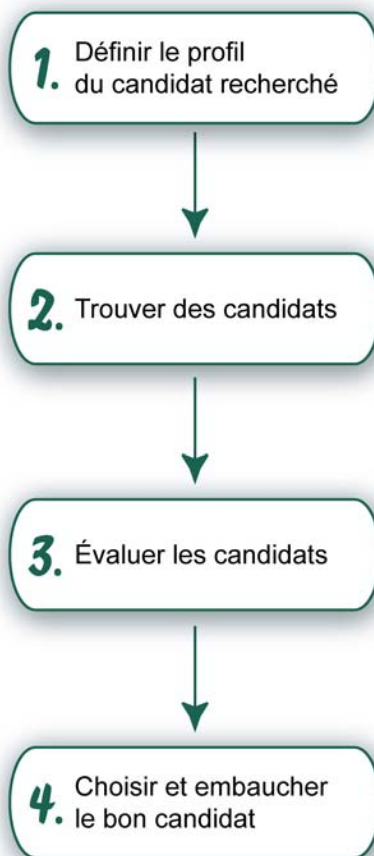 1. Définir le profil
du candidat recherché
2. Trouver des candidats
3. Évaluer les candidats
4. Choisir et embaucher
le bon candidat